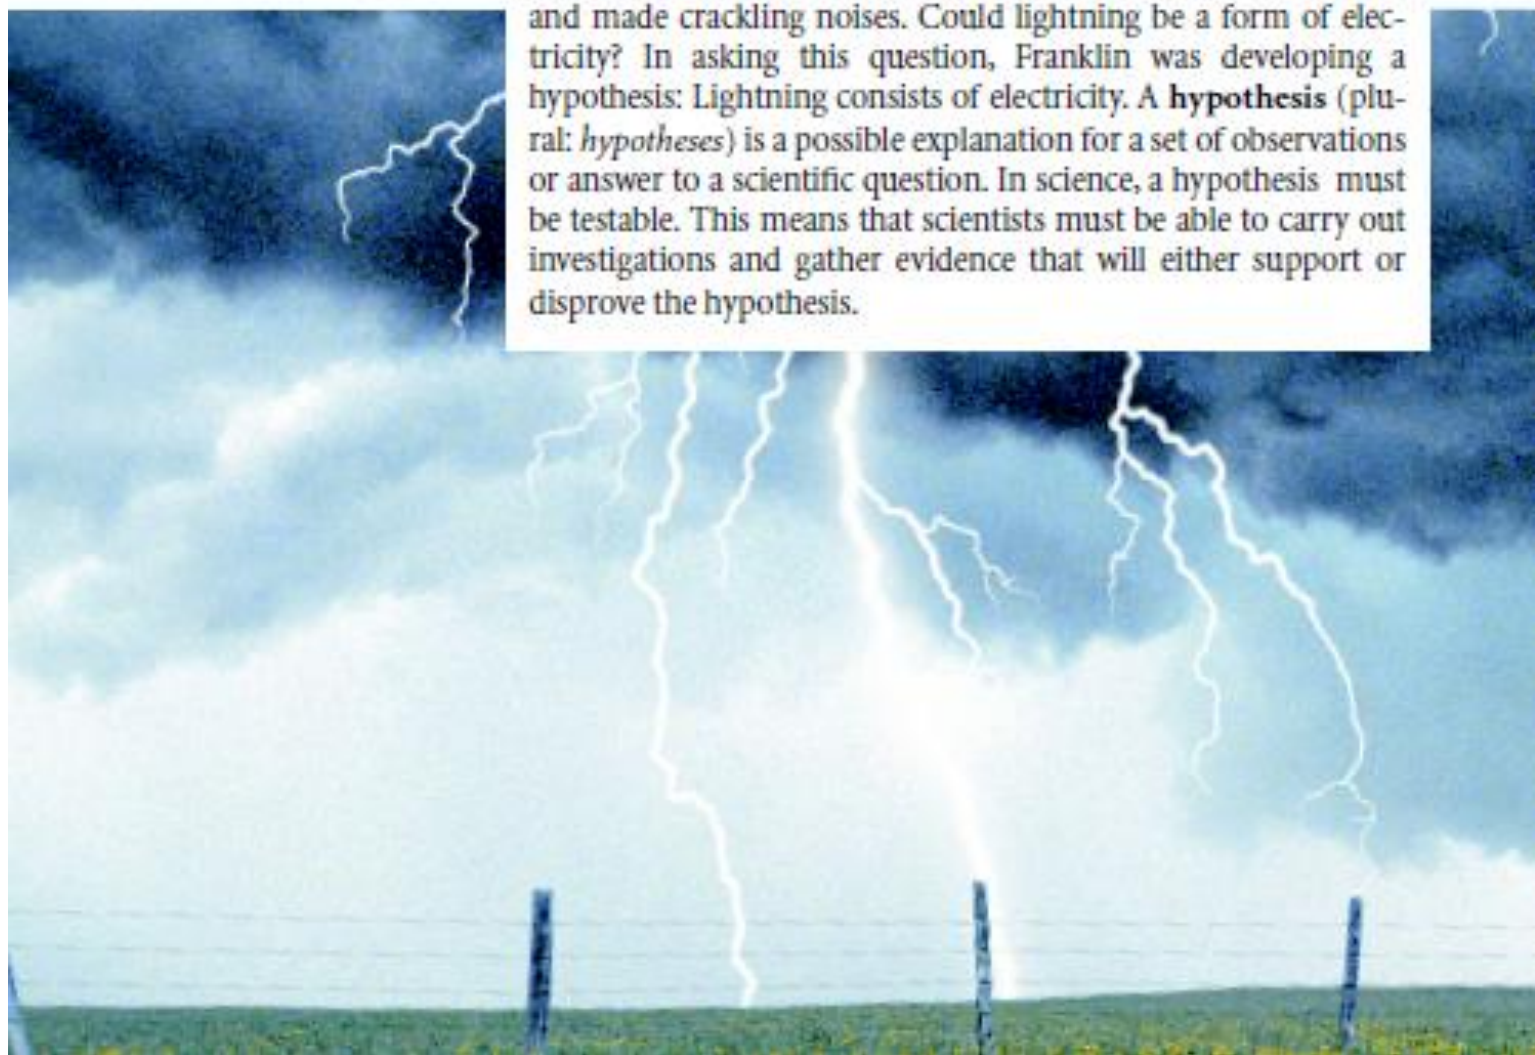 and made crackling noises. Could lightning be a form of elec-
tricity? In asking this question, Franklin was developing a
hypothesis: Lightning consists of electricity. A hypothesis (plu-
ral: hypotheses) is a possible explanation for a set of observations
or answer to a scientific question. In science, a hypothesis must
be testable. This means that scientists must be able to carry out
investigations and gather evidence that will either support or
disprove the hypothesis.